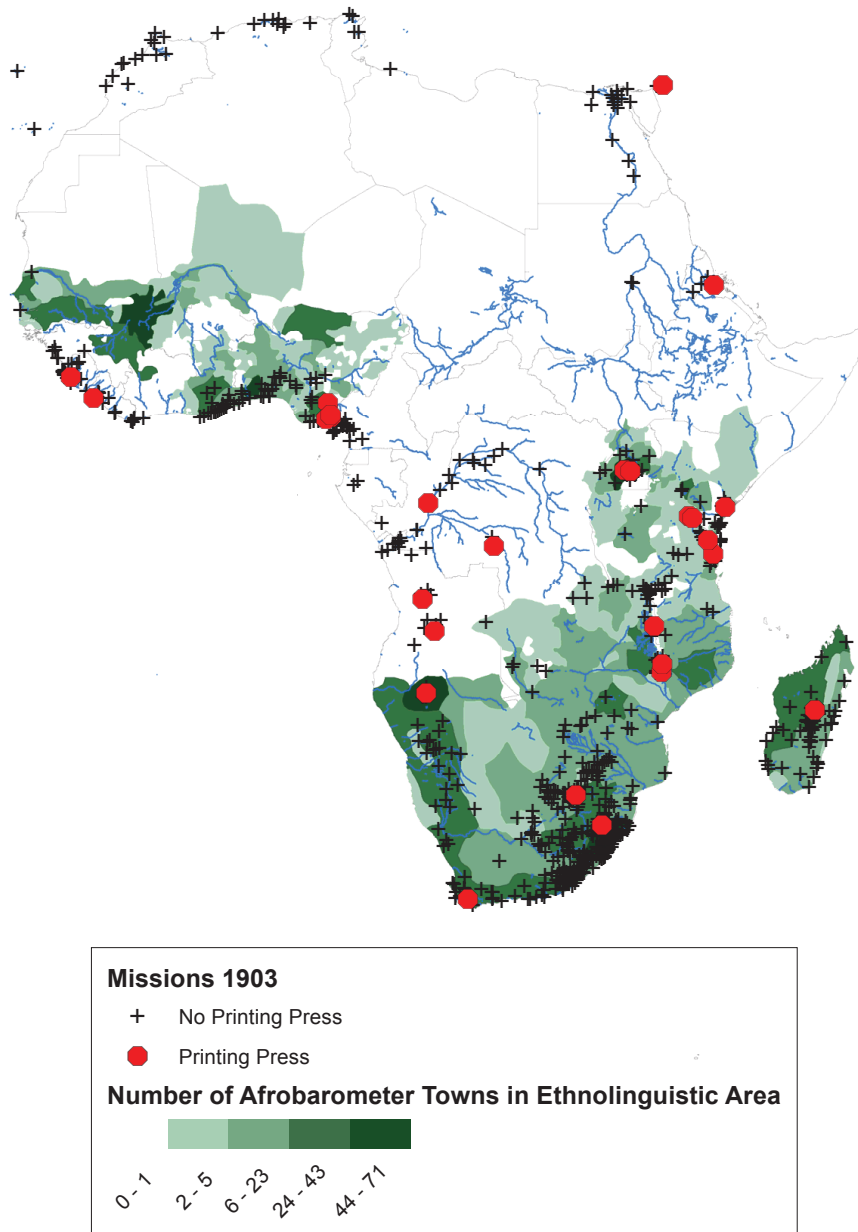 Missions 1903
No Printing Press
Printing Press
Number of Afrobarometer Towns in Ethnolinguistic Area
0 - 1
2 - 5
6 - 23
24 - 43
44 - 71